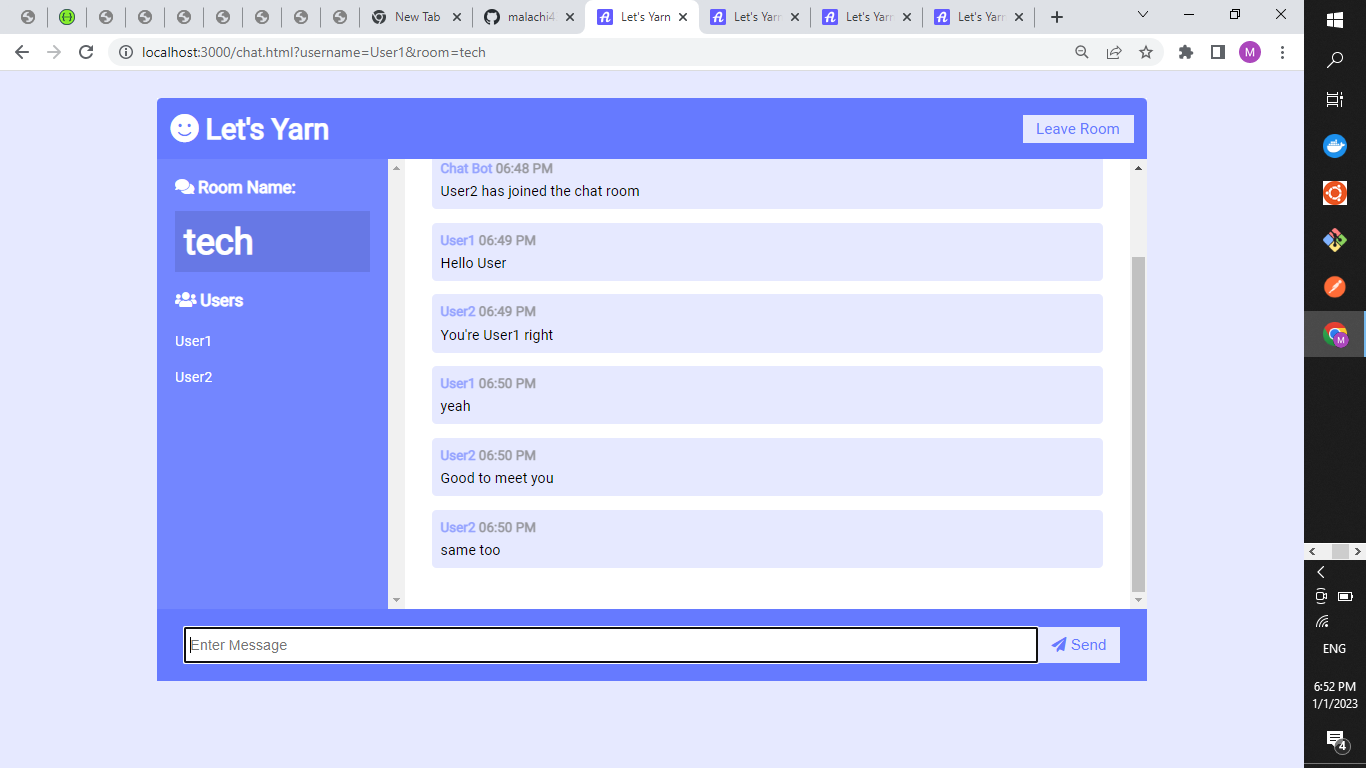 New Tab
malachi4
Let's Yarn
Let's Yarn
Let's Yarn
Let's Yarn
localhost:3000/chat.html?username=User1&room=tech
M
Let's Yarn
Leave Room
Room Name:
tech
Users
User1
User2
Chat Bot 06:48 PM
User2 has joined the chat room
User1 06:49 PM
Hello User
User2 06:49 PM
You're User1 right
User1 06:50 PM
yeah
User2 06:50 PM
Good to meet you
User2 06:50 PM
same too
Enter Message
Send
M
ENG
6:52 PM
1/1/2023
4